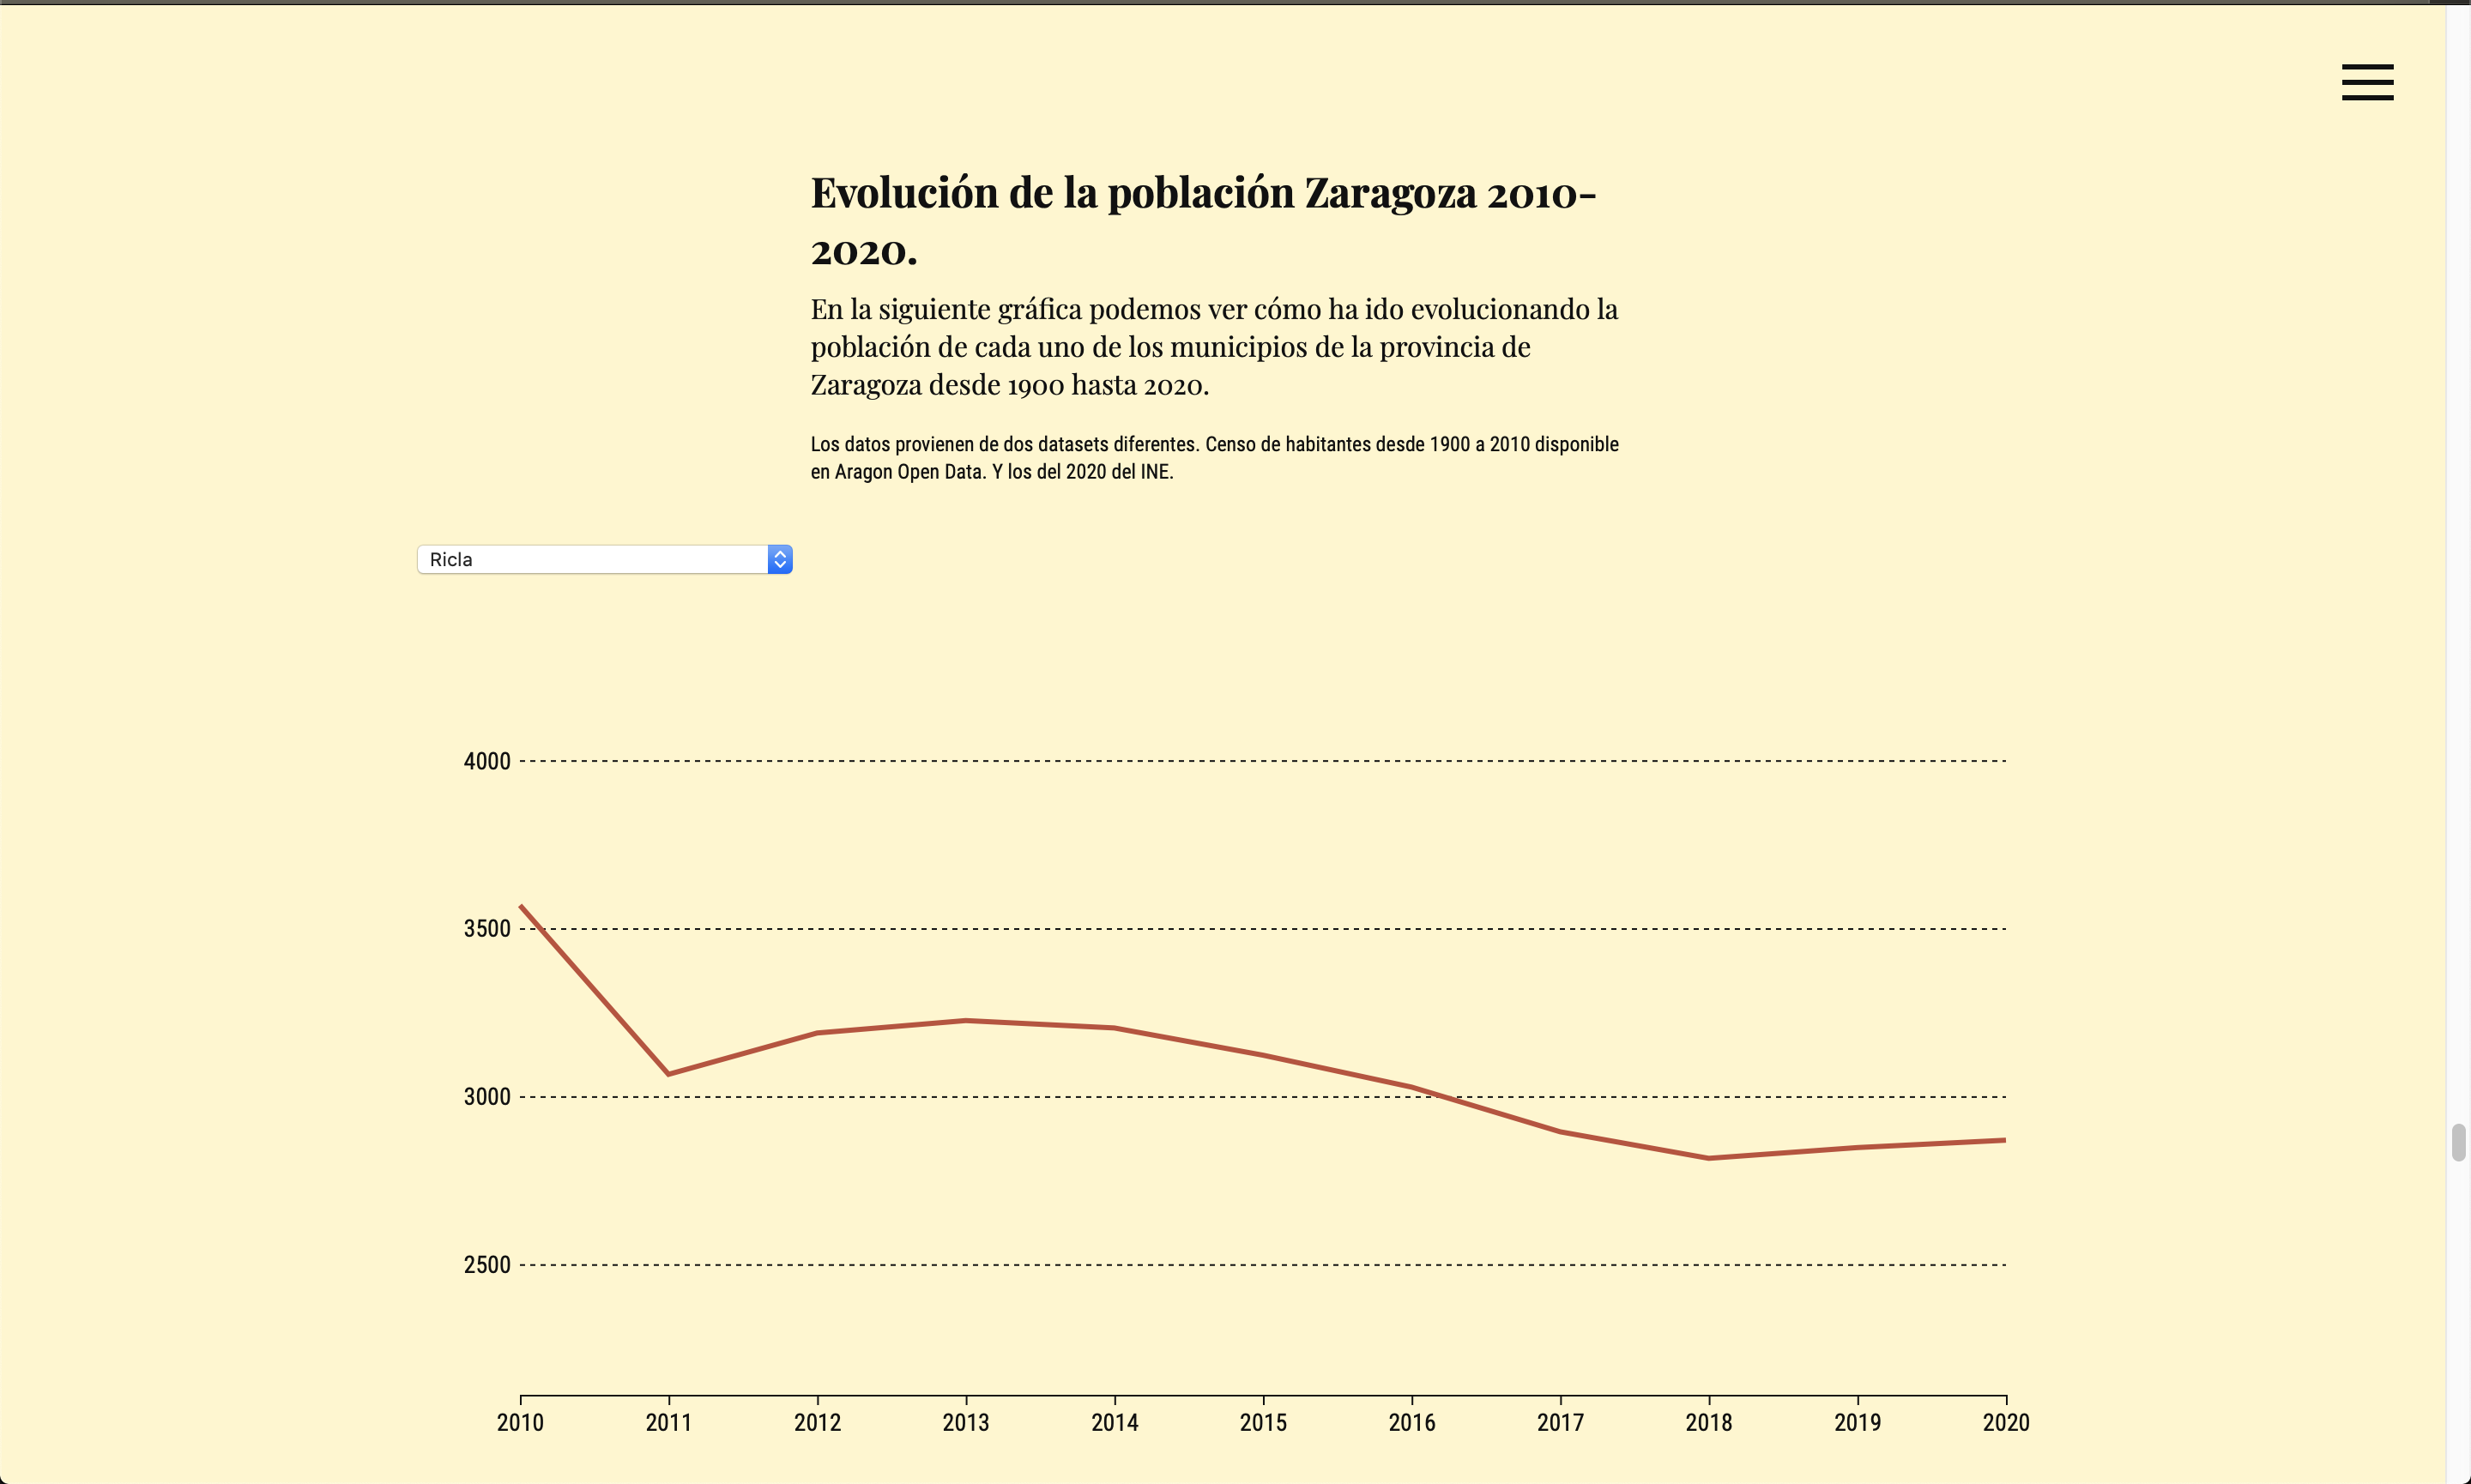 Evolución de la población Zaragoza 2010-
2020.
En la siguiente gráfica podemos ver cómo ha ido evolucionando la
población de cada uno de los municipios de la provincia de
Zaragoza desde 1900 hasta 2020.
Los datos provienen de dos datasets diferentes. Censo de habitantes desde 1900 a 2010 disponible
en Aragon Open Data. Y los del 2020 del INE.
Ricla
4000
3500
3000
2500
2010 2011 2012 2013 2014 2015 2016 2017 2018 2019 2020